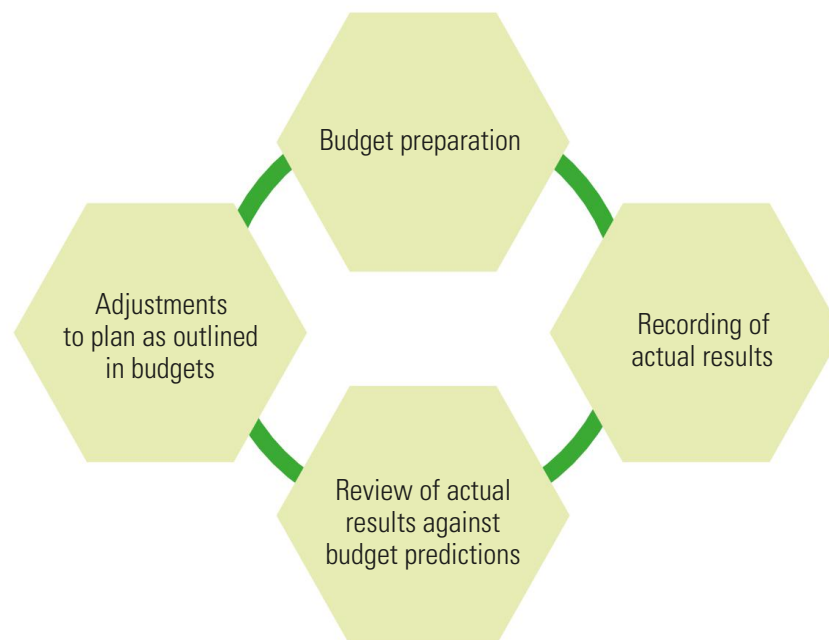 Budget preparation
Recording of
actual results
Review of actual
results against
budget predictions
Adjustments
to plan as outlined
in budgets